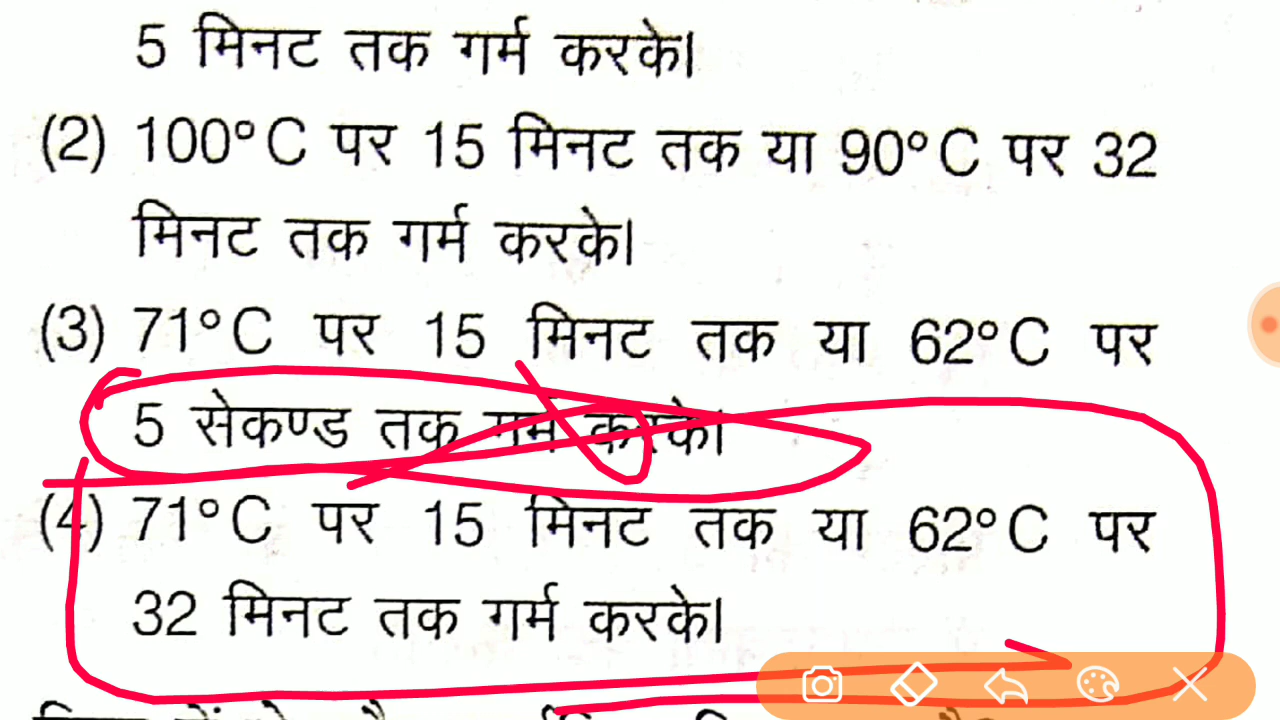 5 मिनट तक गर्म करके।
(2) 100°C पर 15 मिनट तक या 90°C पर 32
मिनट तक गर्म करके।
(3) 71°C पर 15 मिनट तक या 62°C पर
5 सेकण्ड तक गर्म करके।
(4) 71°C पर 15 मिनट तक या 62°C पर
32 मिनट तक गर्म करके।